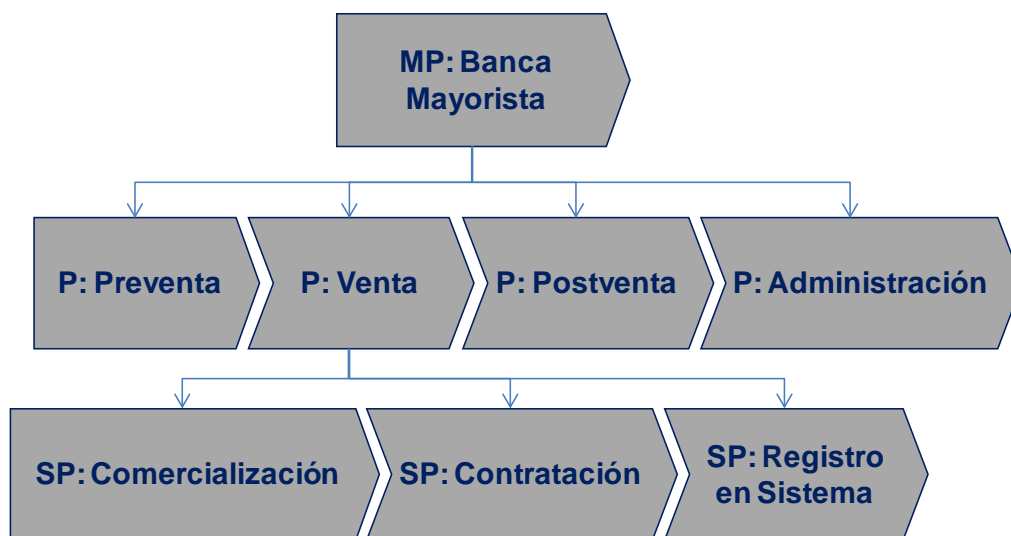 MP: Banca
Mayorista
P: Preventa
P: Venta
P: Postventa
P: Administración
SP: Comercialización
SP: Contratación
SP: Registro
en Sistema